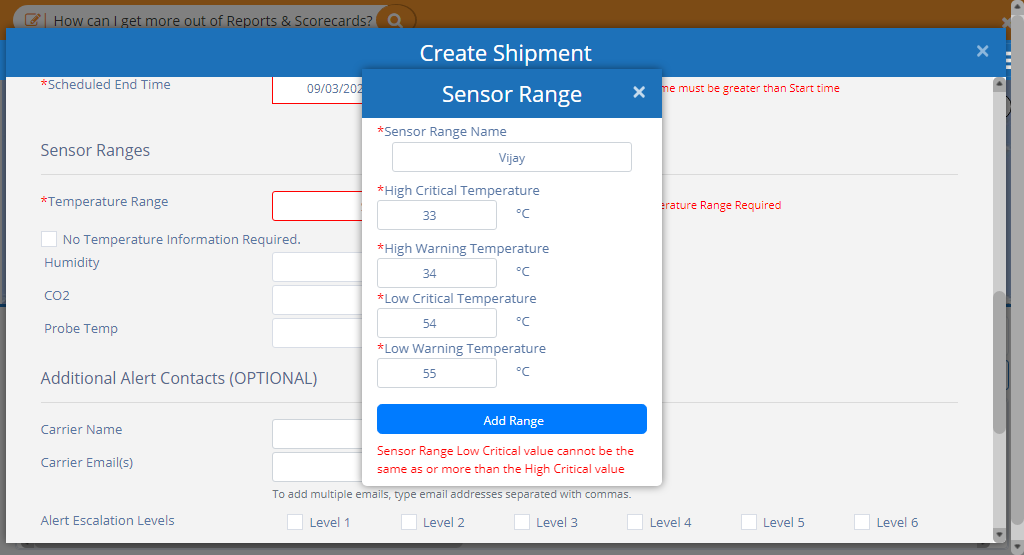 How can I get more out of Reports & Scorecards?
Create Shipment
*Scheduled End Time
09/03/202
me must be greater than Start time
Sensor Range
*Sensor Range Name
Vijay
Sensor Ranges
*High Critical Temperature
33 °C
*Temperature Range
erature Range Required
No Temperature Information Required.
*High Warning Temperature
34 °C
Humidity
CO2
*Low Critical Temperature
54 °C
Probe Temp
*Low Warning Temperature
55 °C
Additional Alert Contacts (OPTIONAL)
Add Range
Carrier Name
Sensor Range Low Critical value cannot be the
same as or more than the High Critical value
Carrier Email(s)
To add multiple emails, type email addresses separated with commas.
Alert Escalation Levels
Level 1 Level 2 Level 3 Level 4 Level 5 Level 6